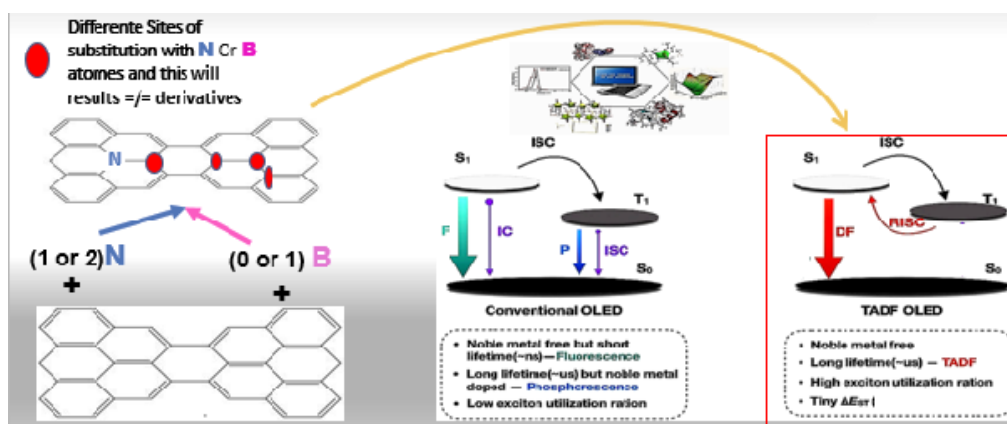 Differente Sites of
substitution with N Or B
atomes and this will
results =/= derivatives
N
(1 or 2) N
+
(0 or 1) B
+
ISC
S₁
T₁
F
IC
P
ISC
S₀
Conventional OLED
• Noble metal free but short
lifetime(~ns)—Fluorescence
• Long lifetime(~us) but noble metal
doped — Phosphorescence
• Low exciton utilization ration
ISC
S₁
T₁
RISC
DF
S₀
TADF OLED
• Noble metal free
• Long lifetime(~us) — TADF
• High exciton utilization ration
• Tiny ΔEST